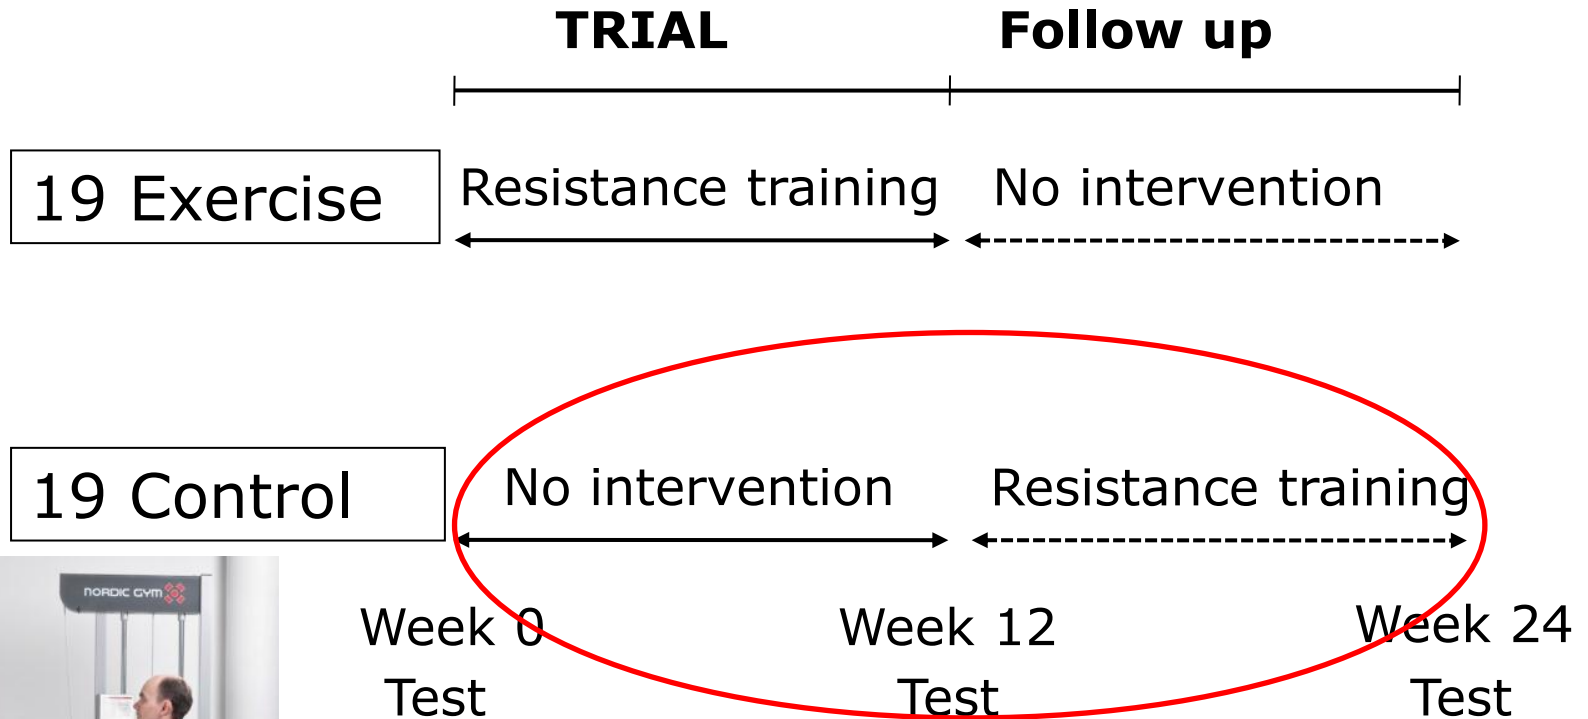 TRIAL Follow up
19 Exercise
Resistance training No intervention
19 Control
No intervention Resistance training
NORDIC GYM
Week 0 Week 12 Week 24
Test Test Test